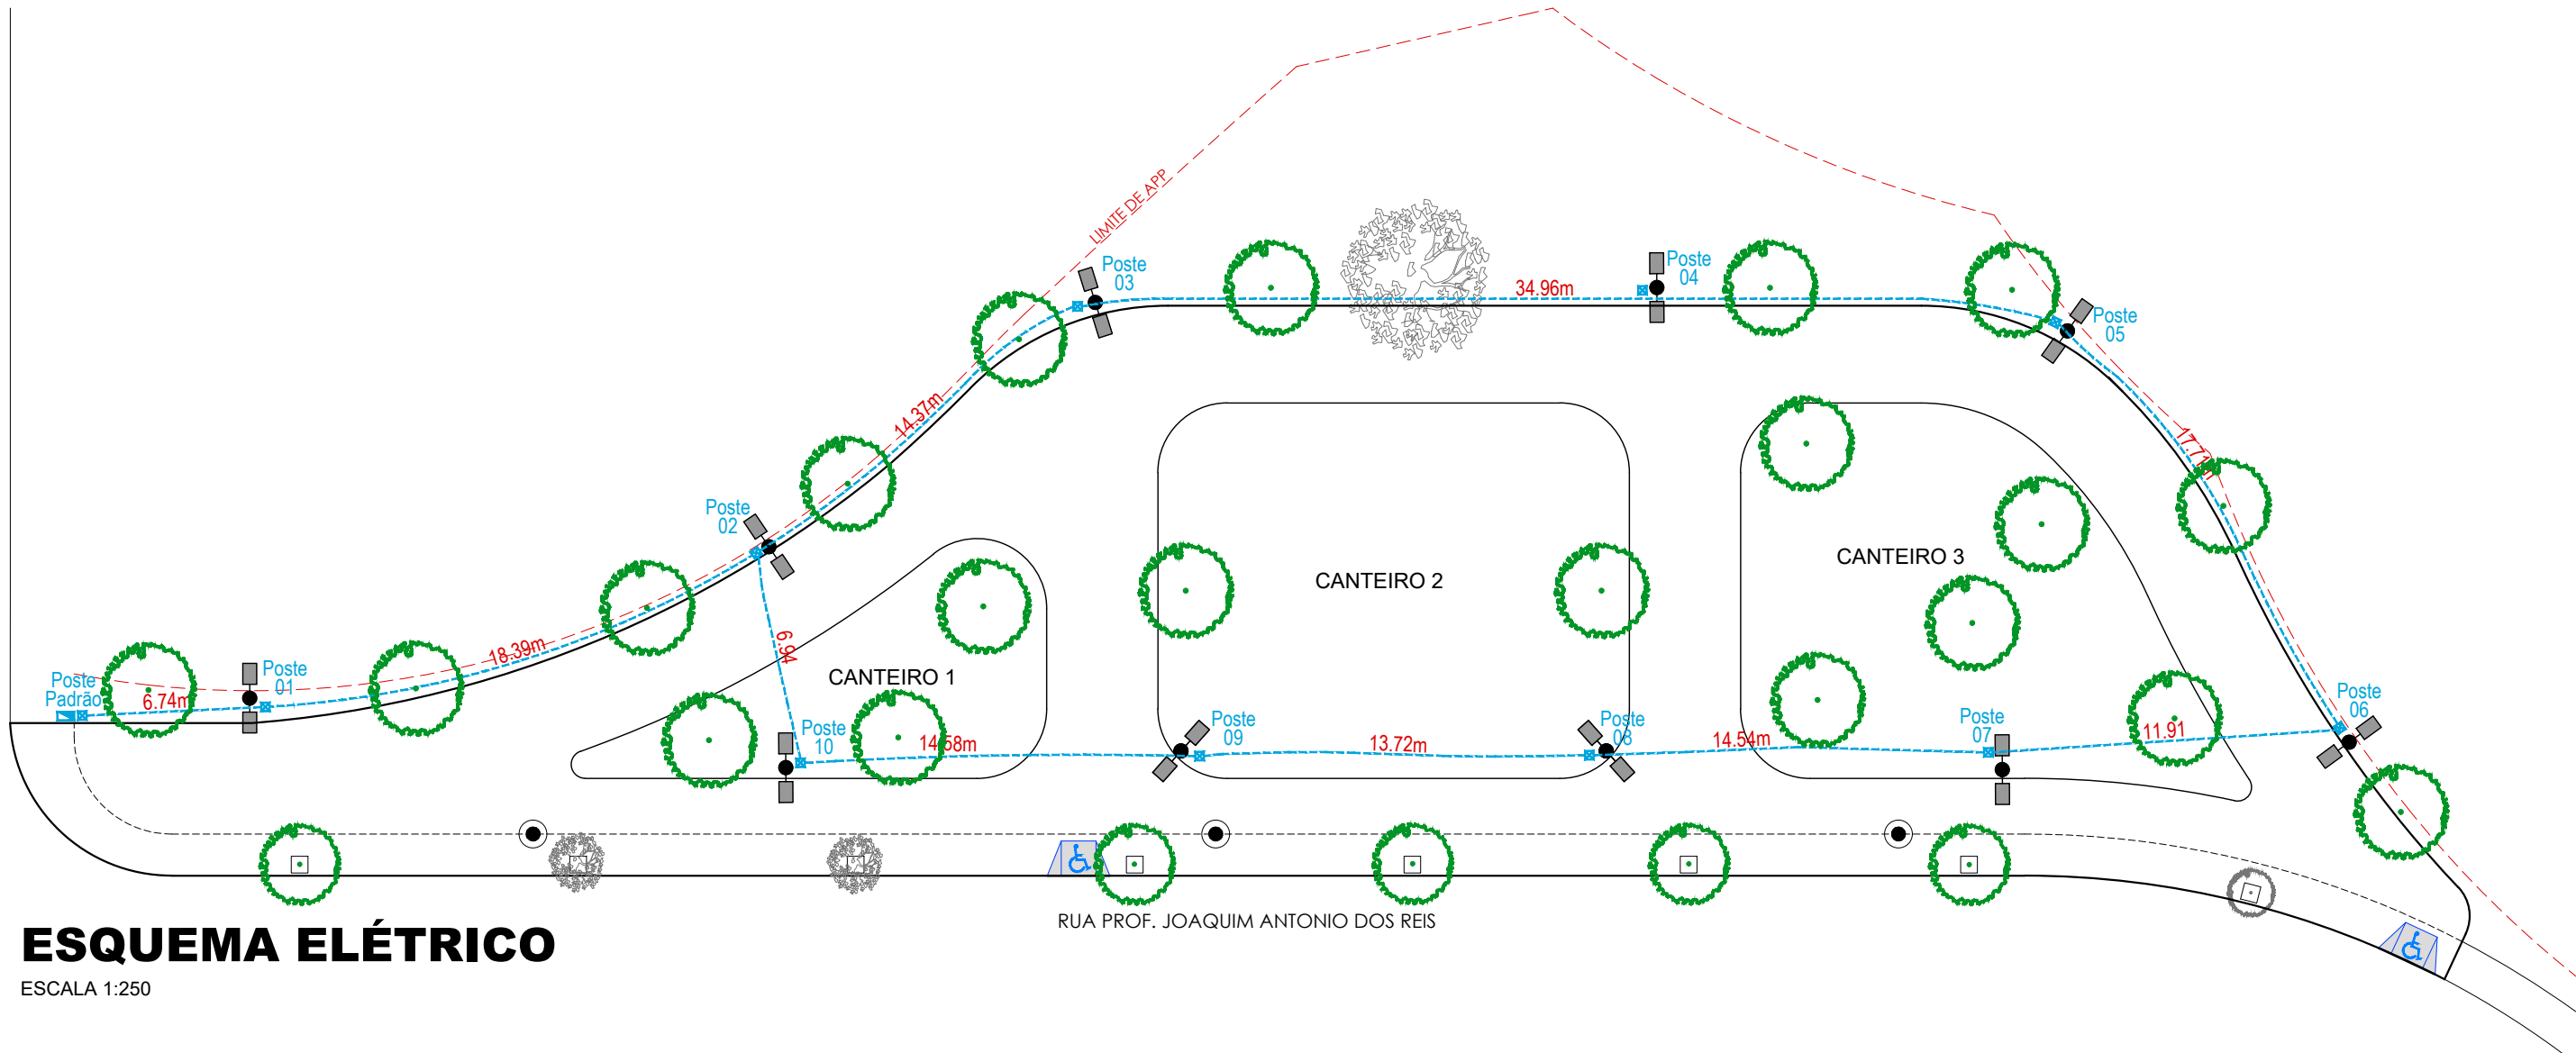 LIMITE DE APP
Poste
03
34.96m
Poste
04
Poste
05
14.37m
17.71m
Poste
02
CANTEIRO 2
CANTEIRO 3
18.39m
6.94
CANTEIRO 1
Poste
Padrão
6.74m
Poste
01
Poste
10
14.58m
Poste
09
13.72m
Poste
08
14.54m
Poste
07
11.91
Poste
06
RUA PROF. JOAQUIM ANTONIO DOS REIS
ESQUEMA ELÉTRICO
ESCALA 1:250